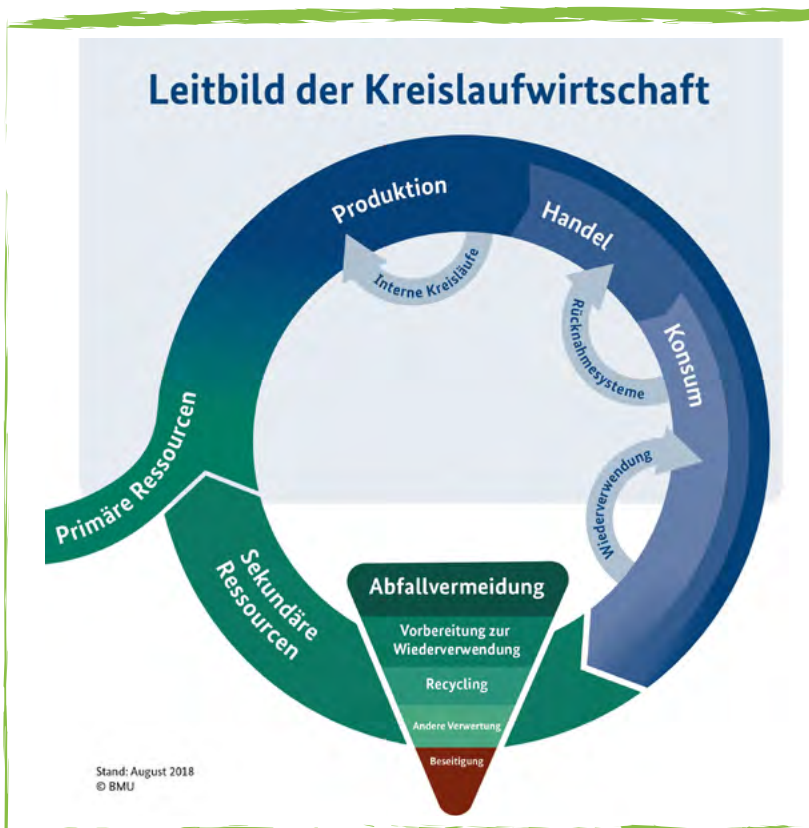 Leitbild der Kreislaufwirtschaft
Produktion
Handel
Interne Kreisläufe
Rücknahmesysteme
Konsum
Wiederverwendung
Primäre Ressourcen
Sekundäre
Ressourcen
Abfallvermeidung
Vorbereitung zur
Wiederverwendung
Recycling
Andere Verwertung
Beseitigung
Stand: August 2018
© BMU